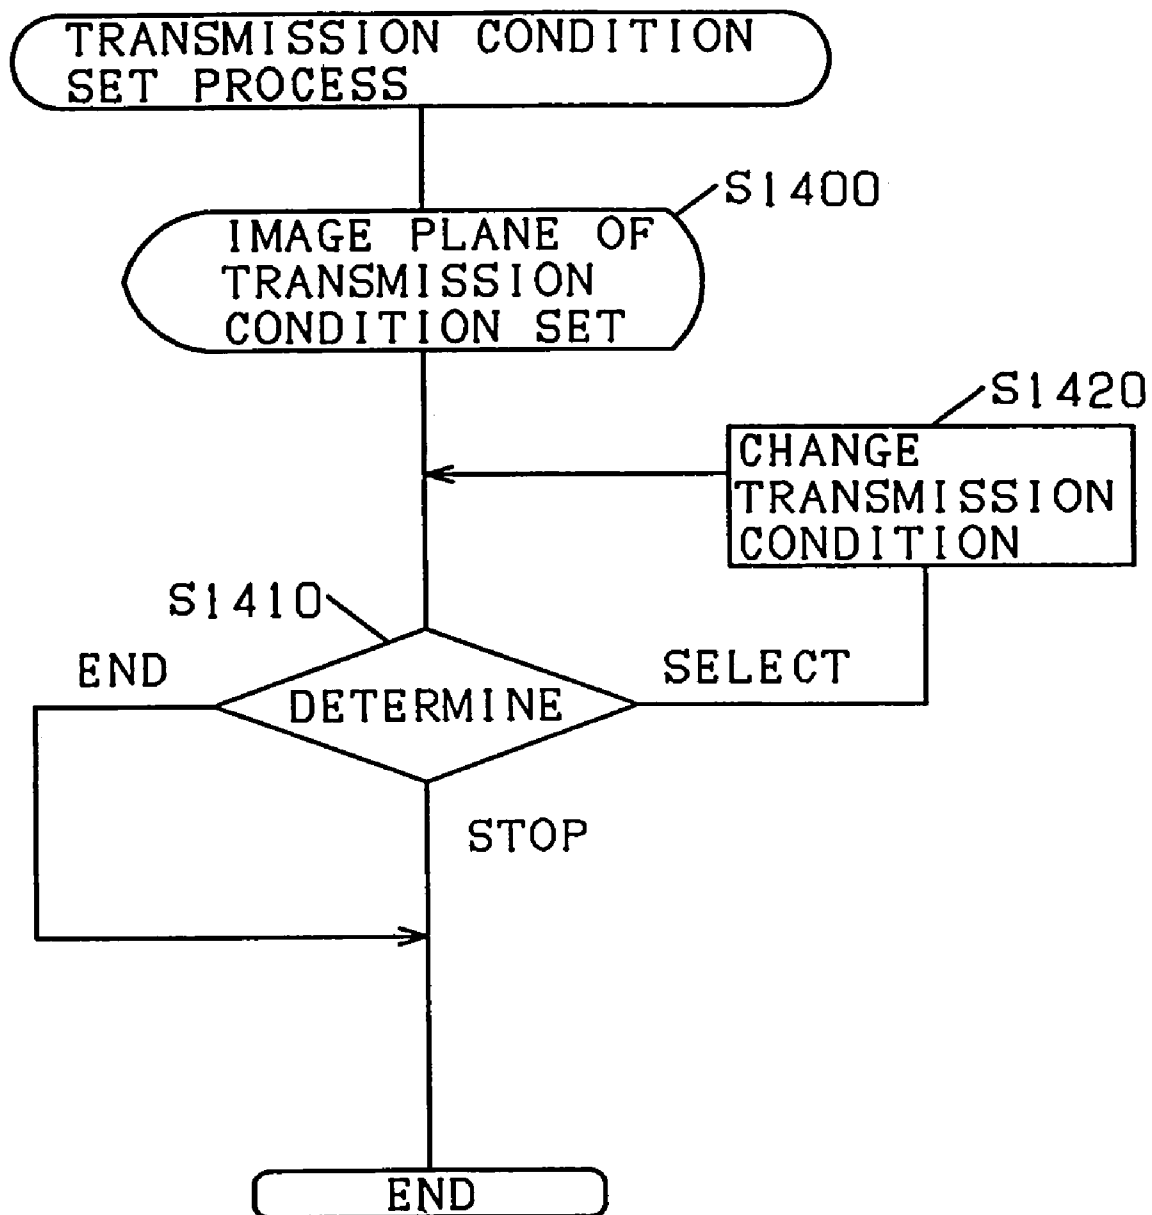 TRANSMISSION CONDITION
SET PROCESS
S1400
IMAGE PLANE OF
TRANSMISSION
CONDITION SET
S1420
CHANGE
TRANSMISSION
CONDITION
S1410
END
DETERMINE
SELECT
STOP
END